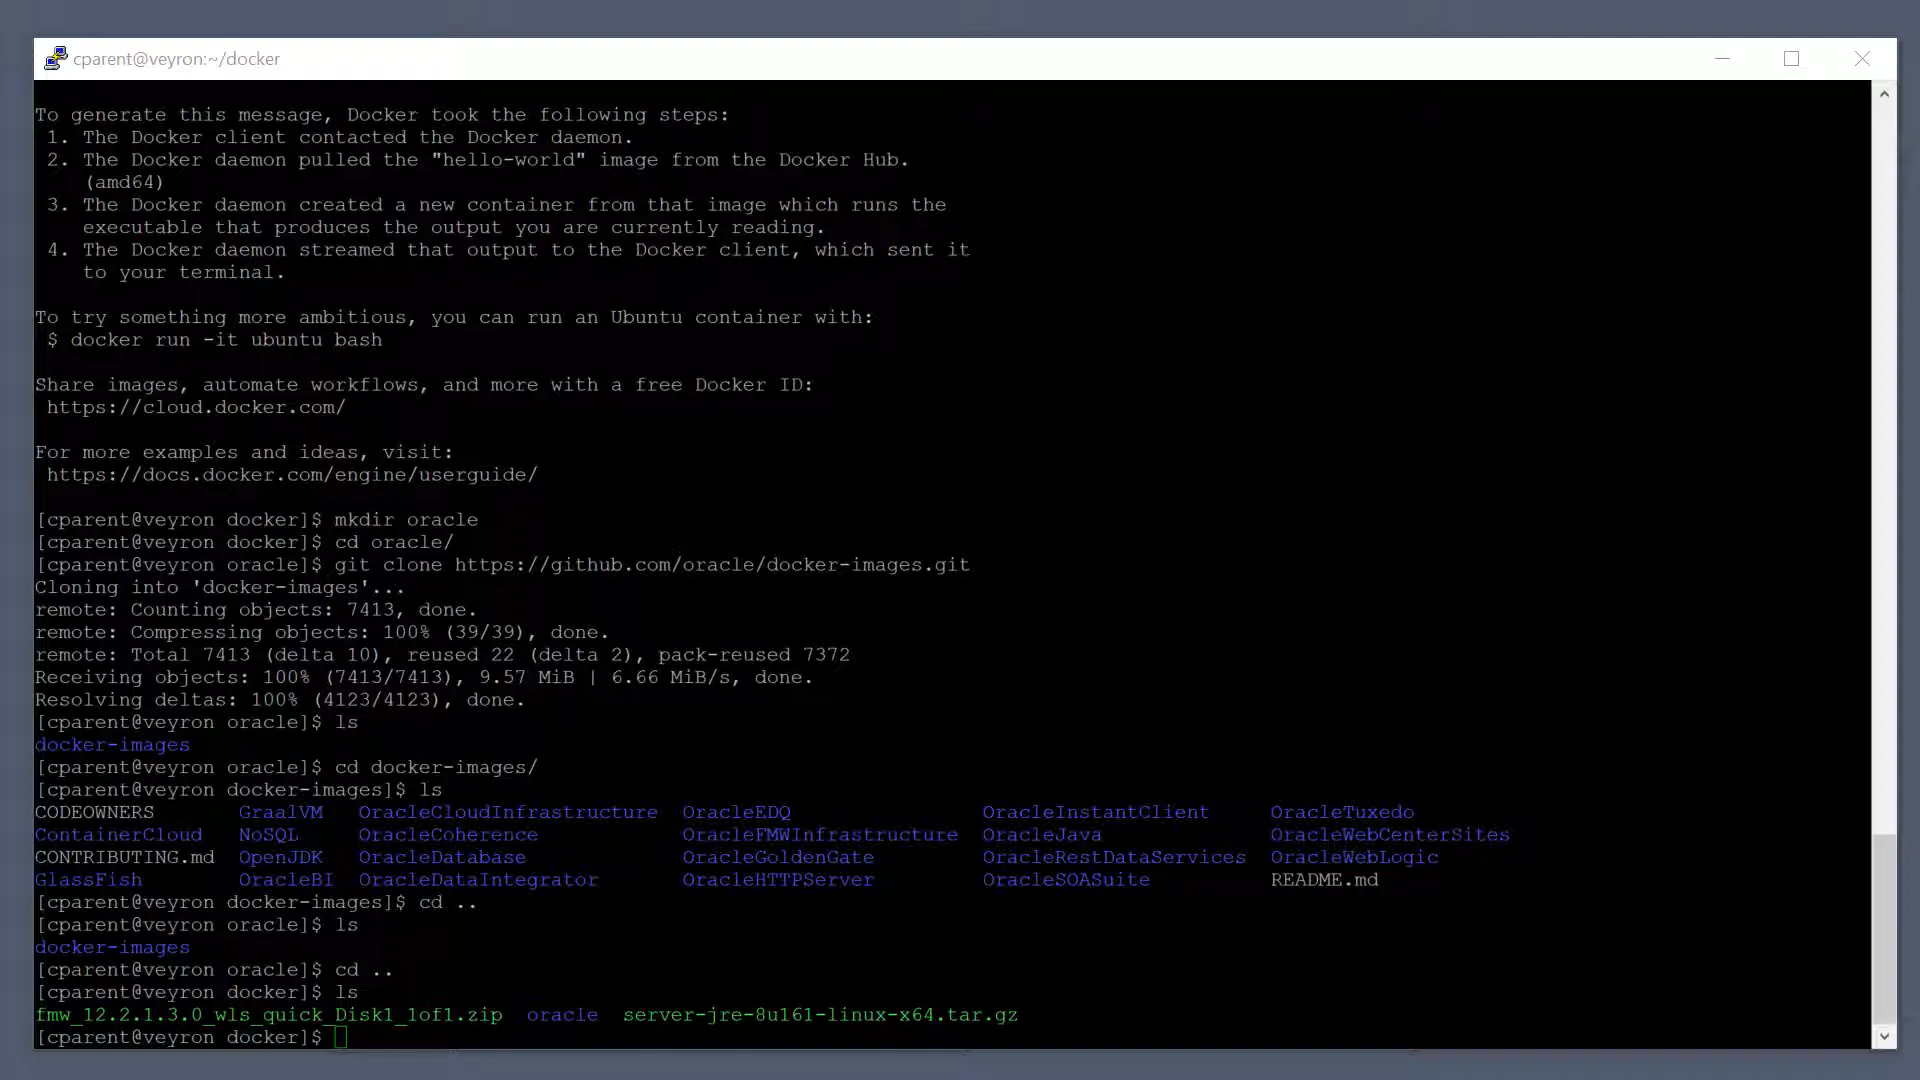 cparent@veyron:~/docker
To generate this message, Docker took the following steps:
1. The Docker client contacted the Docker daemon.
2. The Docker daemon pulled the "hello-world" image from the Docker Hub.
(amd64)
3. The Docker daemon created a new container from that image which runs the
executable that produces the output you are currently reading.
4. The Docker daemon streamed that output to the Docker client, which sent it
to your terminal.
To try something more ambitious, you can run an Ubuntu container with:
$ docker run -it ubuntu bash
Share images, automate workflows, and more with a free Docker ID:
https://cloud.docker.com/
For more examples and ideas, visit:
https://docs.docker.com/engine/userguide/
[cparent@veyron docker]$ mkdir oracle
[cparent@veyron docker]$ cd oracle/
[cparent@veyron oracle]$ git clone https://github.com/oracle/docker-images.git
Cloning into 'docker-images'...
remote: Counting objects: 7413, done.
remote: Compressing objects: 100% (39/39), done.
remote: Total 7413 (delta 10), reused 22 (delta 2), pack-reused 7372
Receiving objects: 100% (7413/7413), 9.57 MiB | 6.66 MiB/s, done.
Resolving deltas: 100% (4123/4123), done.
[cparent@veyron oracle]$ ls
docker-images
[cparent@veyron oracle]$ cd docker-images/
[cparent@veyron docker-images]$ ls
CODEOWNERS GraalVM OracleCloudInfrastructure OracleEDQ OracleInstantClient OracleTuxedo
ContainerCloud NoSQL OracleCoherence OracleFMWInfrastructure OracleJava OracleWebCenterSites
CONTRIBUTING.md OpenJDK OracleDatabase OracleGoldenGate OracleRestDataServices OracleWebLogic
GlassFish OracleBI OracleDataIntegrator OracleHTTPServer OracleSOASuite README.md
[cparent@veyron docker-images]$ cd ..
[cparent@veyron oracle]$ ls
docker-images
[cparent@veyron oracle]$ cd ..
[cparent@veyron docker]$ ls
fmw_12.2.1.3.0_wls_quick_Disk1_1of1.zip oracle server-jre-8u161-linux-x64.tar.gz
[cparent@veyron docker]$